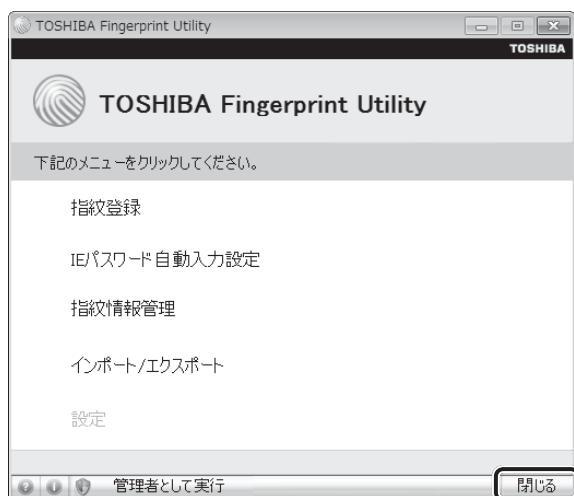 TOSHIBA Fingerprint Utility
TOSHIBA
TOSHIBA Fingerprint Utility
下記のメニューをクリックしてください。
指紋登録
IEパスワード自動入力設定
指紋情報管理
インポート/エクスポート
設定
管理者として実行
閉じる